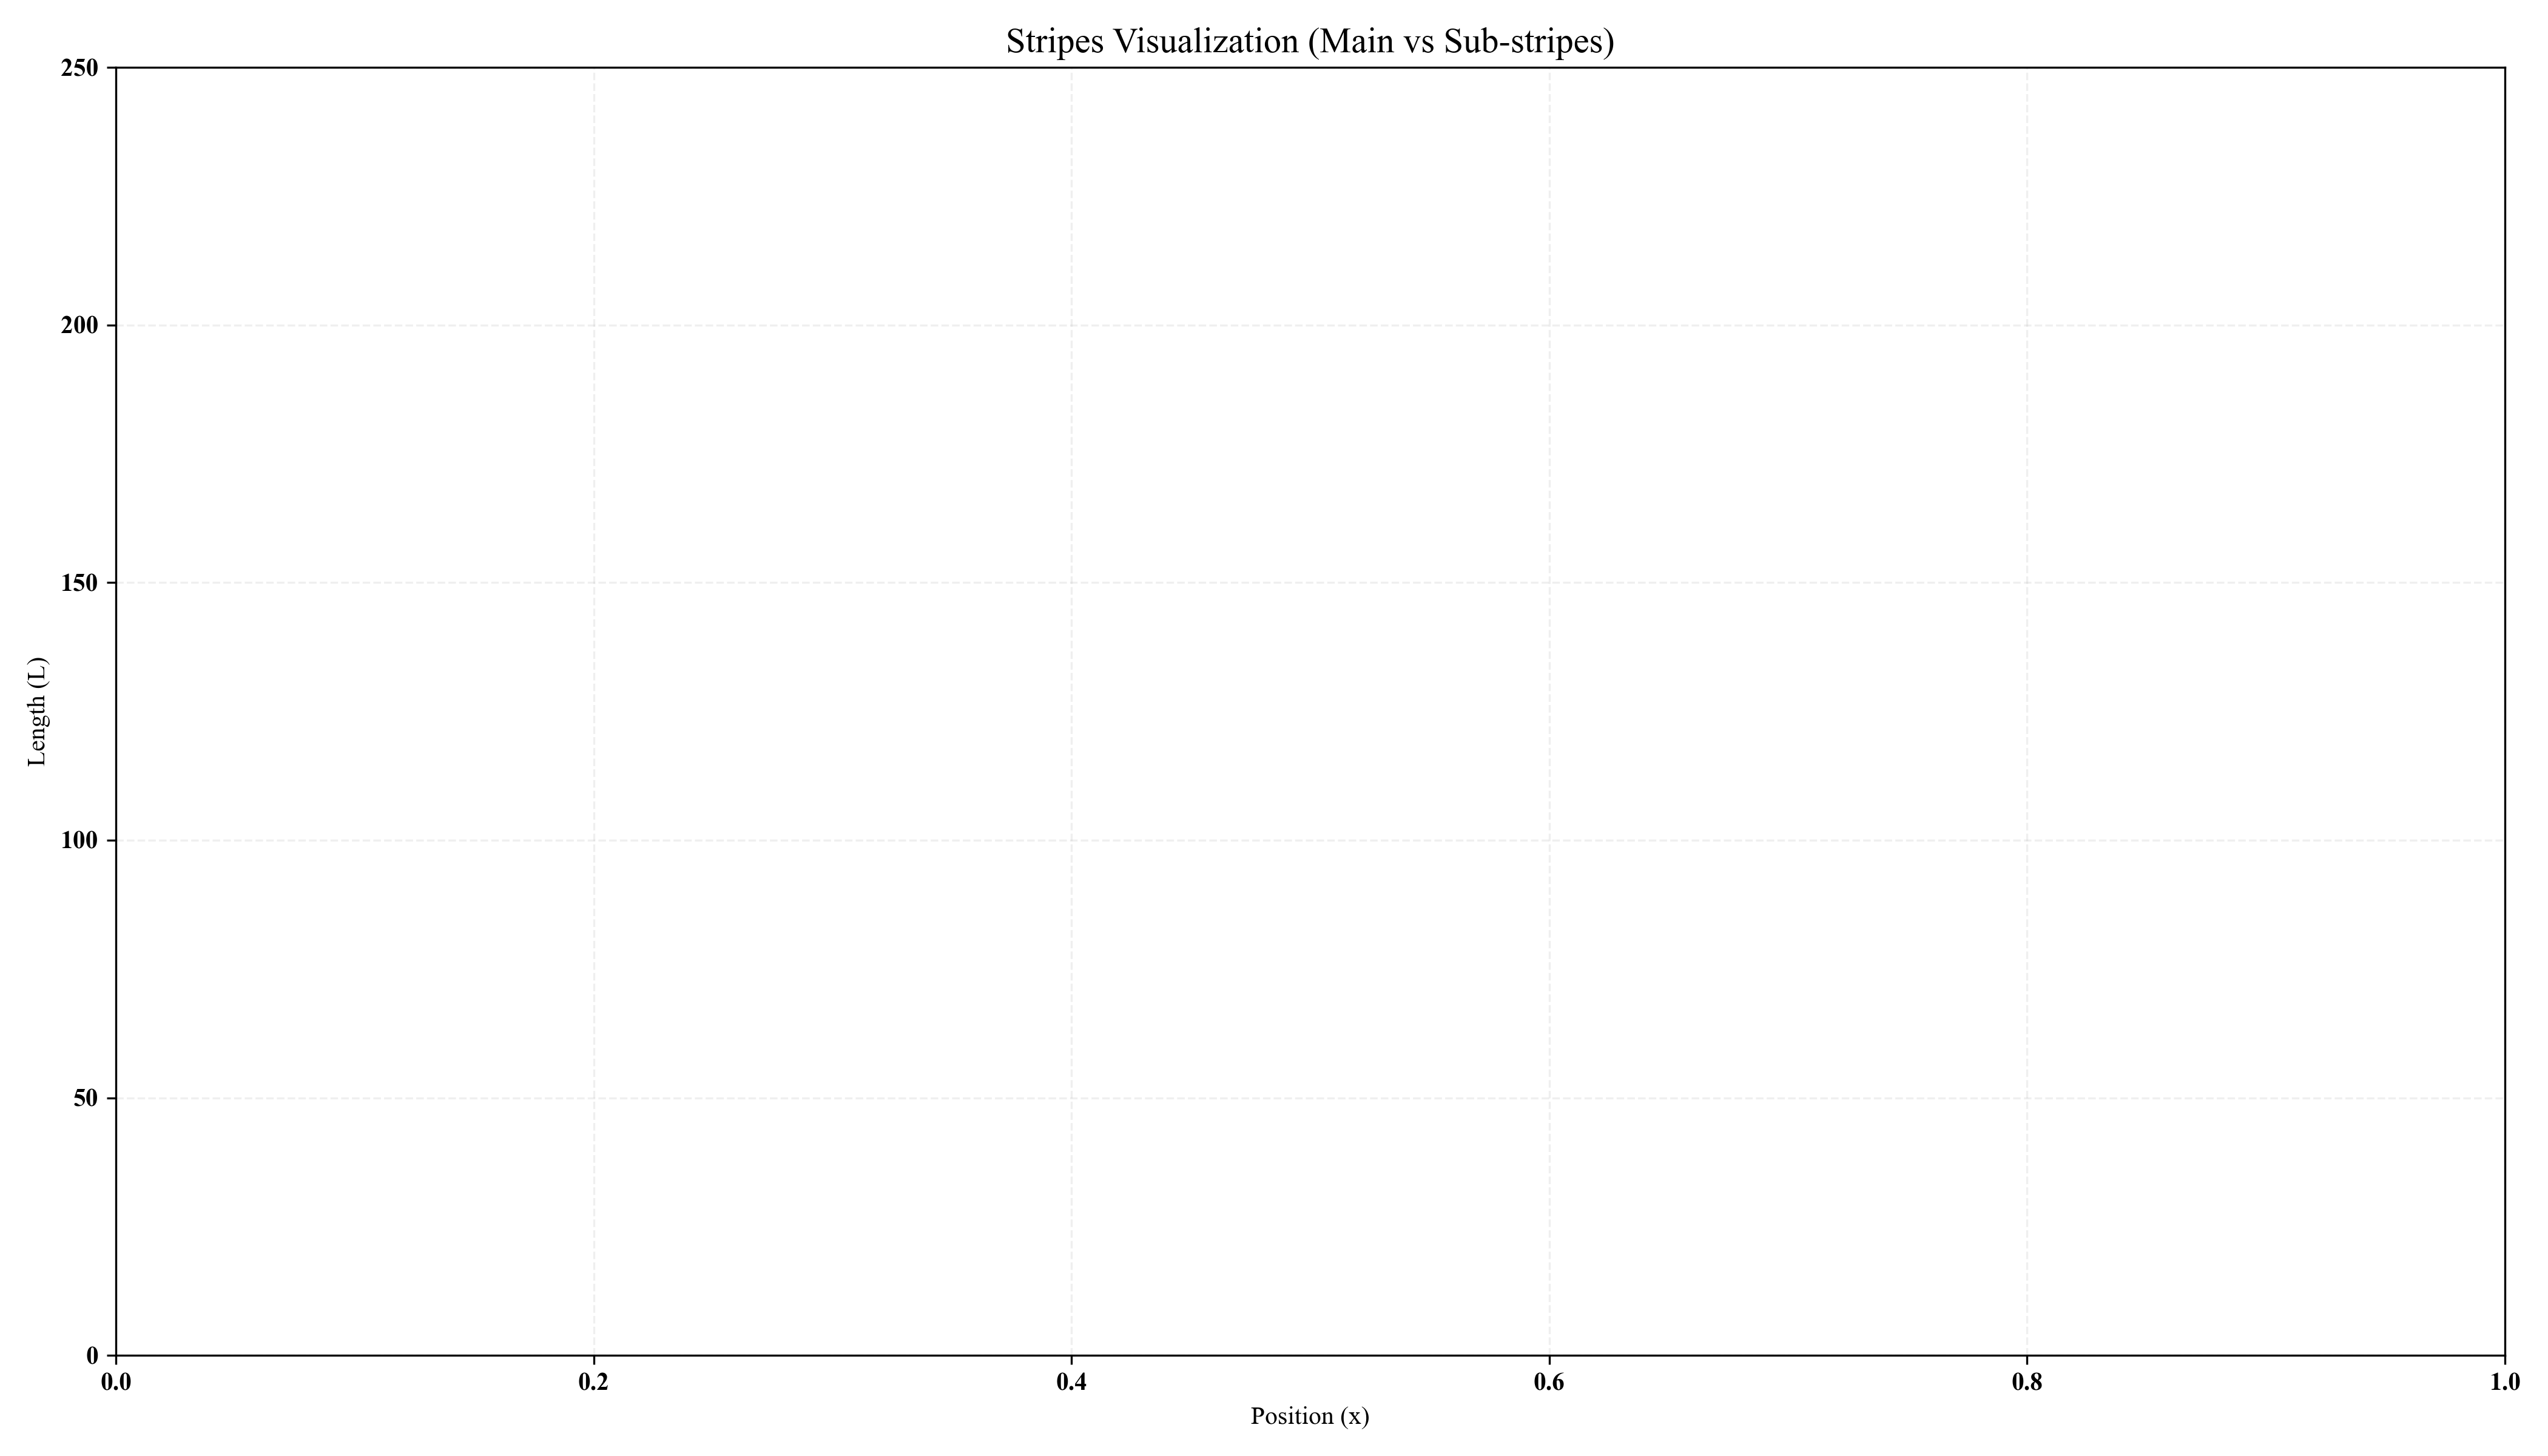 Stripes Visualization (Main vs Sub-stripes)
250
200
150
100
50
0
Length (L)
0.0 0.2 0.4 0.6 0.8 1.0
Position (x)